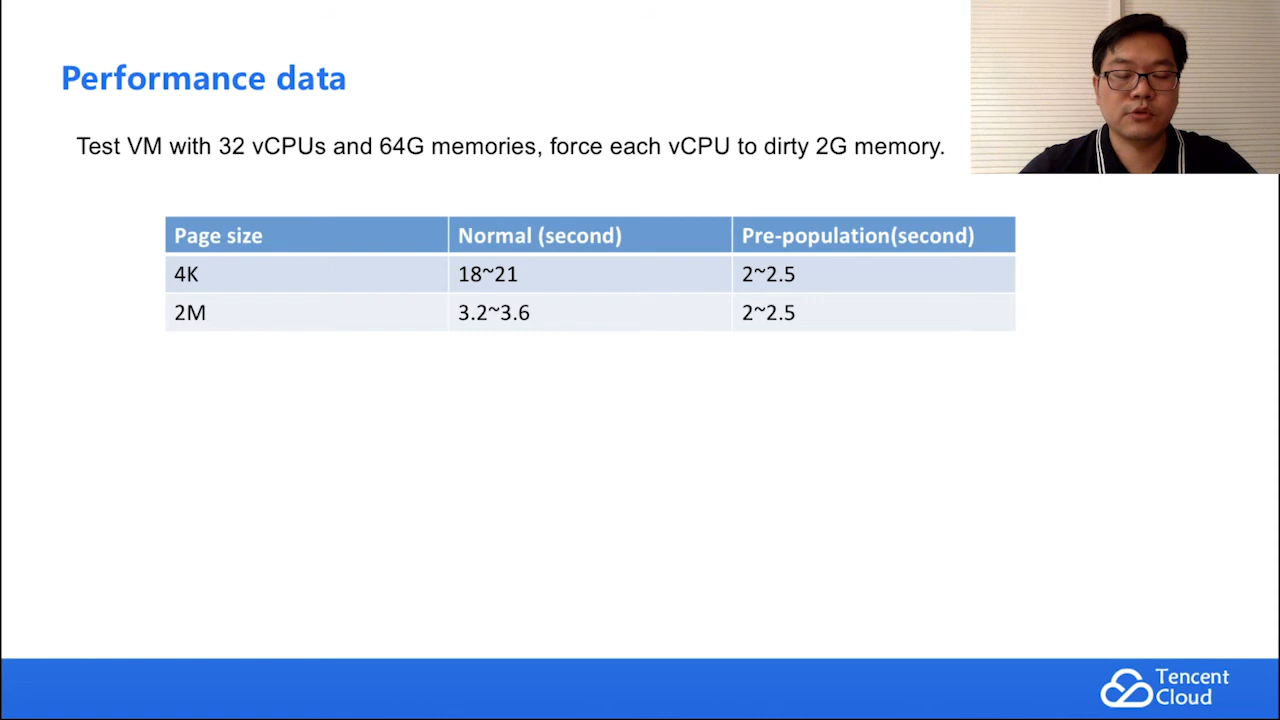 Performance data
Test VM with 32 vCPUs and 64G memories, force each vCPU to dirty 2G memory.
Page size Normal (second) Pre-population(second)
4K 18~21 2~2.5
2M 3.2~3.6 2~2.5
Tencent
Cloud